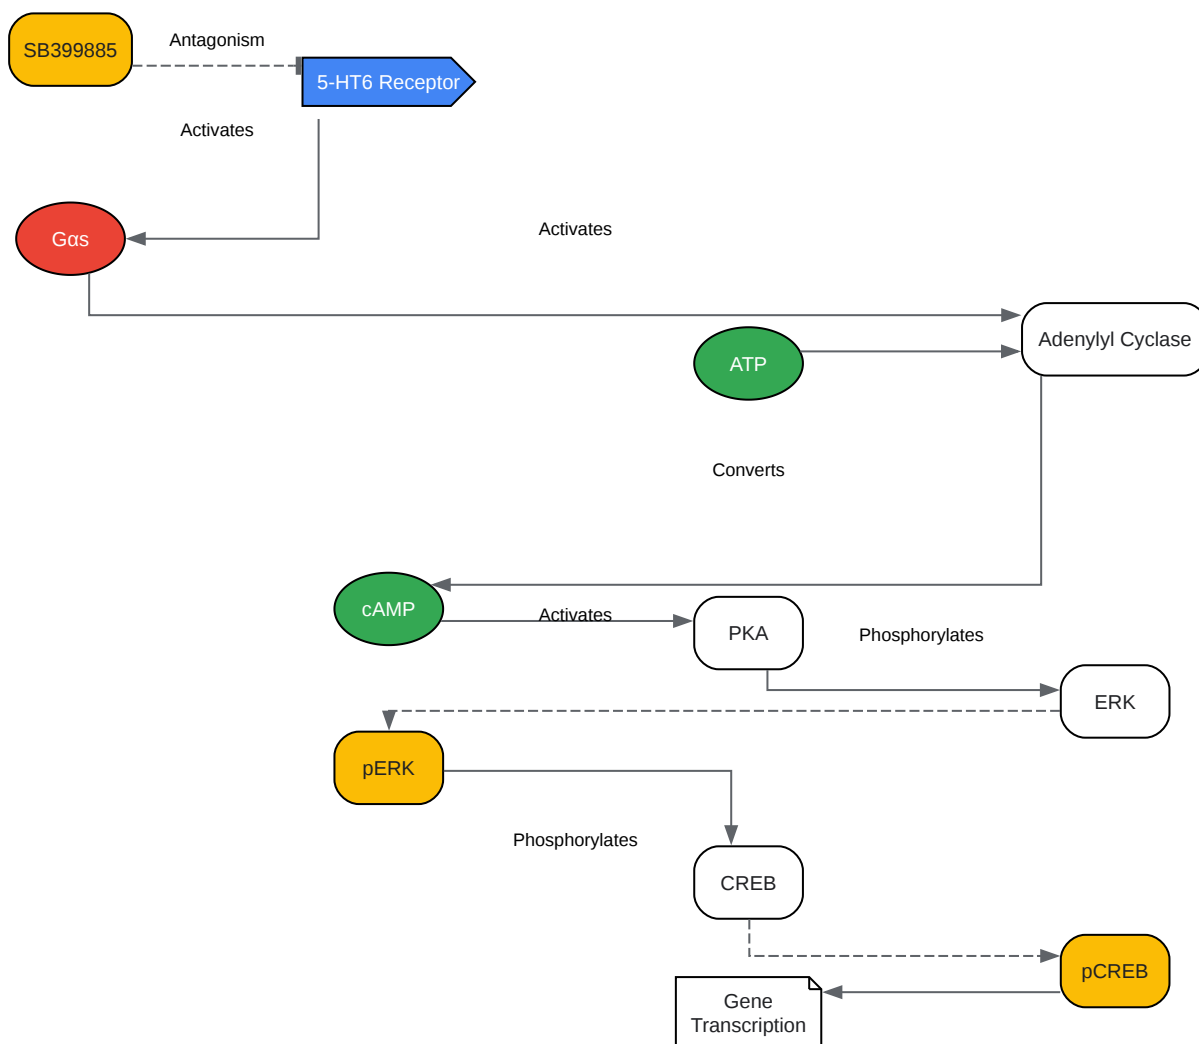 SB399885
Antagonism
5-HT6 Receptor
Activates
Gαs
Activates
Adenylyl Cyclase
ATP
Converts
cAMP
Activates
PKA
Phosphorylates
ERK
pERK
Phosphorylates
CREB
pCREB
Gene
Transcription